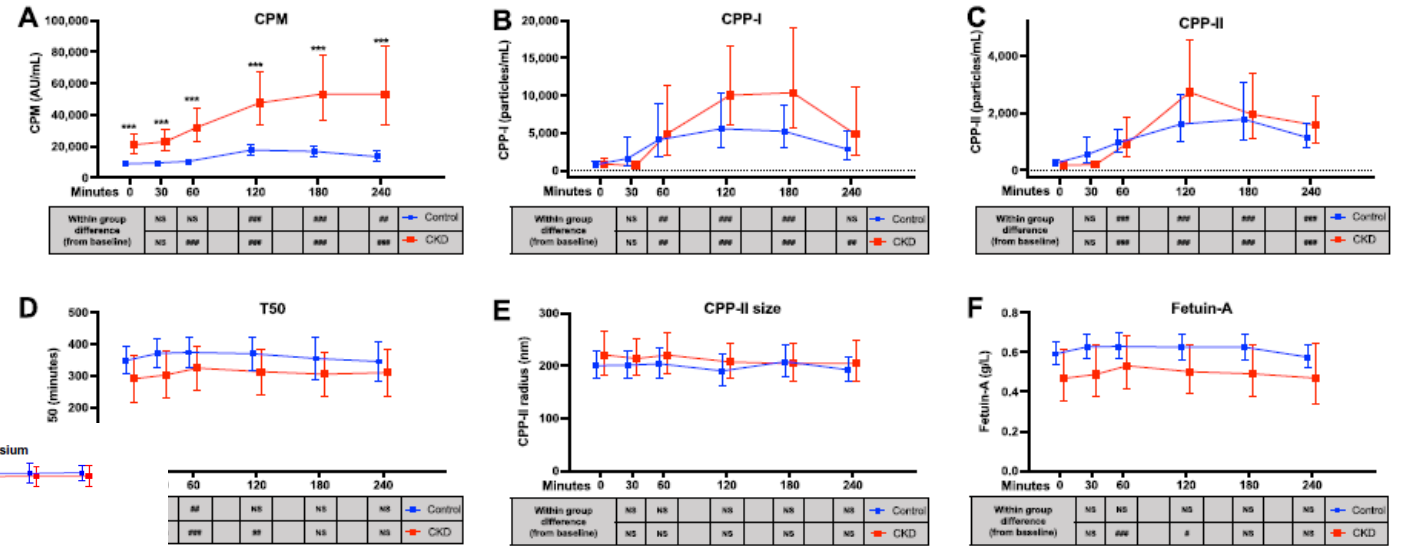 A CPM
100,000
80,000
60,000
40,000
20,000
0
CPM (AU/mL)
*** *** *** *** *** ***
Minutes 0 30 60 120 180 240
Within group difference (from baseline)
NS NS ### ### ## Control
NS ### ### ### ### CKD
B CPP-I
20,000
15,000
10,000
5,000
0
CPP-I (particles/mL)
Minutes 0 30 60 120 180 240
Within group difference (from baseline)
NS ## ### ### NS Control
NS ## ### ### ## CKD
C CPP-II
4,000
2,000
0
CPP-II (particles/mL)
Minutes 0 30 60 120 180 240
Within group difference (from baseline)
NS ### ### ### ### Control
NS ### ### ### ### CKD
D T50
500
400
300
200
50 (minutes)
sium
60 120 180 240
## NS NS NS Control
### ## NS NS CKD
E CPP-II size
300
200
100
0
CPP-II radius (nm)
Minutes 0 30 60 120 180 240
Within group difference (from baseline)
NS NS NS NS NS Control
NS NS NS NS NS CKD
F Fetuin-A
0.8
0.6
0.4
0.2
0.0
Fetuin-A (g/L)
Minutes 0 30 60 120 180 240
Within group difference (from baseline)
NS NS NS NS NS Control
NS ### # NS NS CKD